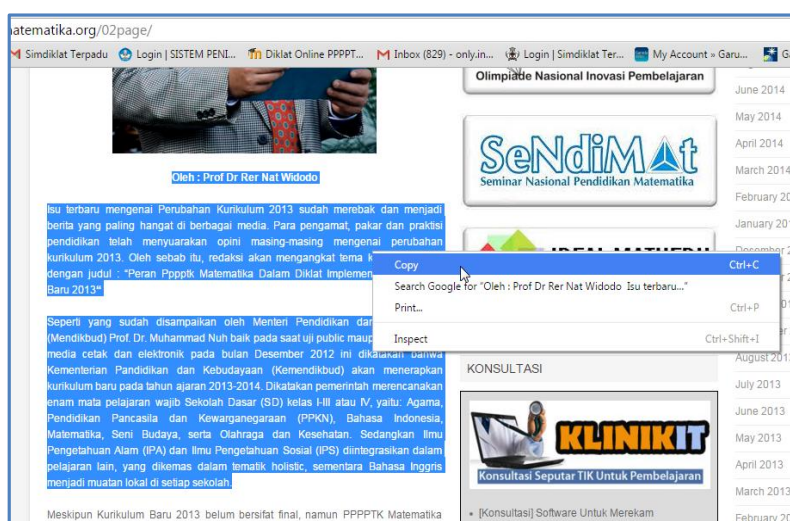 atematika.org/02page/
Simdiklat Terpadu Login | SISTEM PENI... Diklat Online PPPPT... Inbox (829) - only.in... Login | Simdiklat Ter... My Account » Garu...
Olimpiade Nasional Inovasi Pembelajaran
June 2014
May 2014
April 2014
March 2014
February 20
January 201
SeNdiMat
Seminar Nasional Pendidikan Matematika
Oleh : Prof Dr Rer Nat Widodo
Isu terbaru mengenai Perubahan Kurikulum 2013 sudah merebak dan menjadi
berita yang paling hangat di berbagai media. Para pengamat, pakar dan praktisi
pendidikan telah menyuarakan opini masing-masing mengenai perubahan
kurikulum 2013. Oleh sebab itu, redaksi akan mengangkat tema k
dengan judul : "Peran Pppptk Matematika Dalam Diklat Implemen
Baru 2013"
Copy Ctrl+C
Search Google for "Oleh : Prof Dr Rer Nat Widodo Isu terbaru..."
Print... Ctrl+P
Inspect Ctrl+Shift+I
Seperti yang sudah disampaikan oleh Menteri Pendidikan da
(Mendikbud) Prof. Dr. Muhammad Nuh baik pada saat uji public maup
media cetak dan elektronik pada bulan Desember 2012 ini dikatakan bahwa
Kementerian Pandidikan dan Kebudayaan (Kemendikbud) akan menerapkan
kurikulum baru pada tahun ajaran 2013-2014. Dikatakan pemerintah merencanakan
enam mata pelajaran wajib Sekolah Dasar (SD) kelas I-III atau IV, yaitu: Agama,
Pendidikan Pancasila dan Kewarganegaraan (PPKN), Bahasa Indonesia,
Matematika, Seni Budaya, serta Olahraga dan Kesehatan. Sedangkan Ilmu
Pengetahuan Alam (IPA) dan Ilmu Pengetahuan Sosial (IPS) diintegrasikan dalam
pelajaran lain, yang dikemas dalam tematik holistic, sementara Bahasa Inggris
menjadi muatan lokal di setiap sekolah.
Meskipun Kurikulum Baru 2013 belum bersifat final, namun PPPPTK Matematika
KONSULTASI
KLINIKIT
Konsultasi Seputar TIK Untuk Pembelajaran
[Konsultasi] Software Untuk Merekam
August 201
July 2013
June 2013
May 2013
April 2013
March 2013
February 20